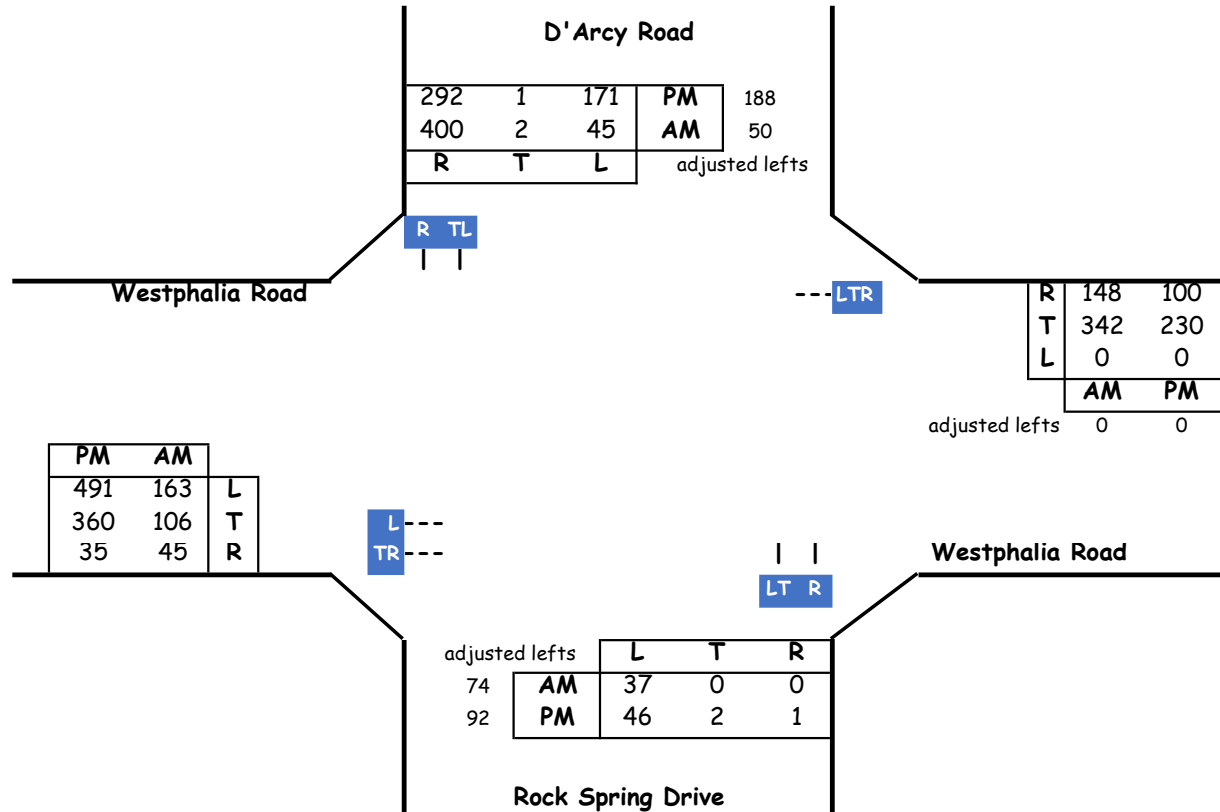 D'Arcy Road
292 1 171 PM 188
400 2 45 AM 50
R T L adjusted lefts
R TL
Westphalia Road
LTR
R 148 100
T 342 230
L 0 0
AM PM
adjusted lefts 0 0
PM AM
491 163 L
360 106 T
35 45 R
L
TR
LT R
Westphalia Road
adjusted lefts L T R
74 AM 37 0 0
92 PM 46 2 1
Rock Spring Drive